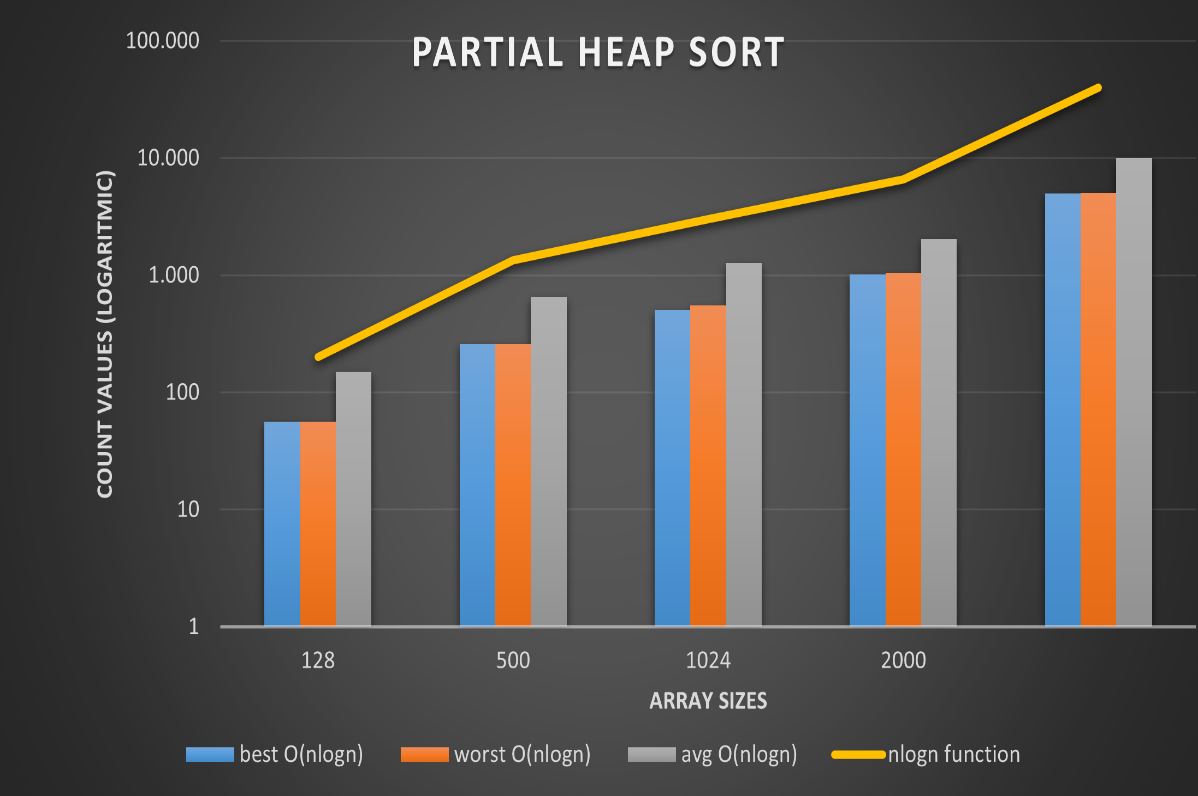 PARTIAL HEAP SORT
100.000
10.000
1.000
100
10
1
COUNT VALUES (LOGARITMIC)
128 500 1024 2000
ARRAY SIZES
best O(nlogn) worst O(nlogn) avg O(nlogn) nlogn function